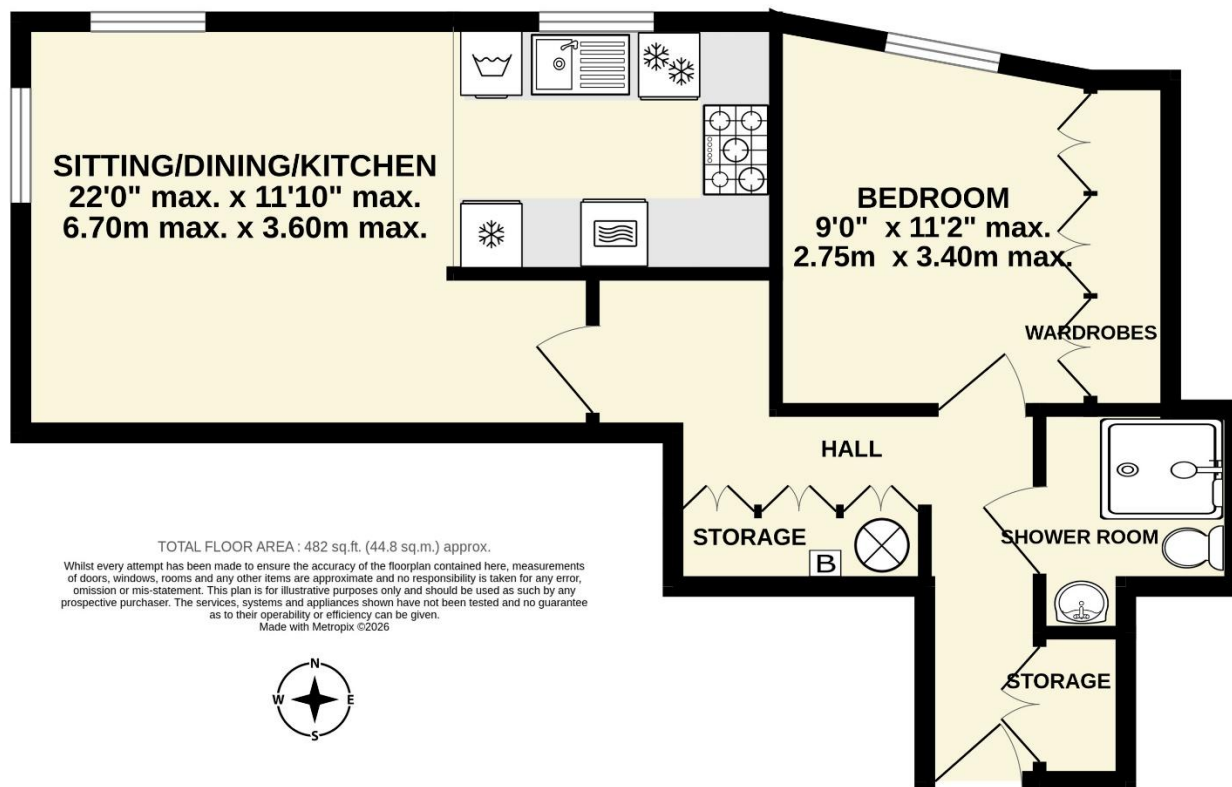 SITTING/DINING/KITCHEN
22'0" max. x 11'10" max.
6.70m max. x 3.60m max.
BEDROOM
9'0" x 11'2" max.
2.75m x 3.40m max.
WARDROBES
HALL
STORAGE
B
SHOWER ROOM
STORAGE
TOTAL FLOOR AREA : 482 sq.ft. (44.8 sq.m.) approx.
Whilst every attempt has been made to ensure the accuracy of the floorplan contained here, measurements
of doors, windows, rooms and any other items are approximate and no responsibility is taken for any error,
omission or mis-statement. This plan is for illustrative purposes only and should be used as such by any
prospective purchaser. The services, systems and appliances shown have not been tested and no guarantee
as to their operability or efficiency can be given.
Made with Metropix ©2026
N
W E
S